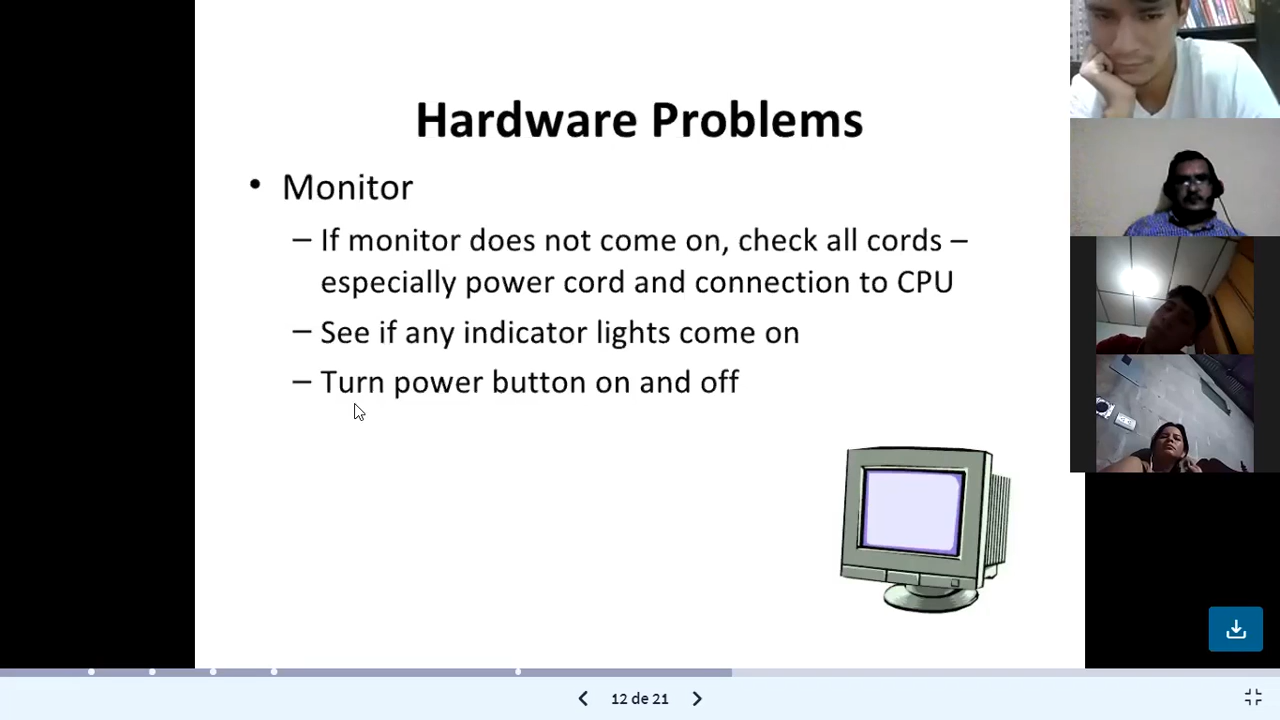 Hardware Problems
• Monitor
– If monitor does not come on, check all cords –
especially power cord and connection to CPU
– See if any indicator lights come on
– Turn power button on and off
12 de 21